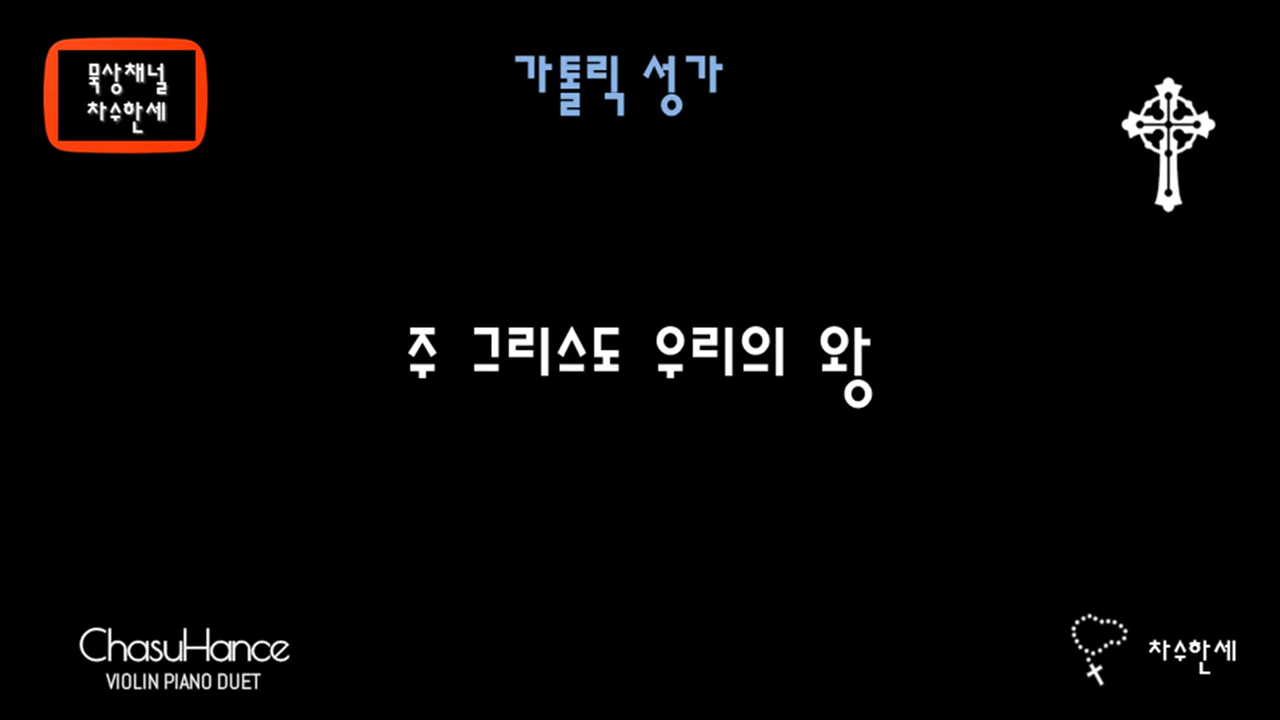 묵상채널
차수한세
가톨릭 성가
주 그리스도 우리의 왕
ChasuHance
VIOLIN PIANO DUET
차수한세